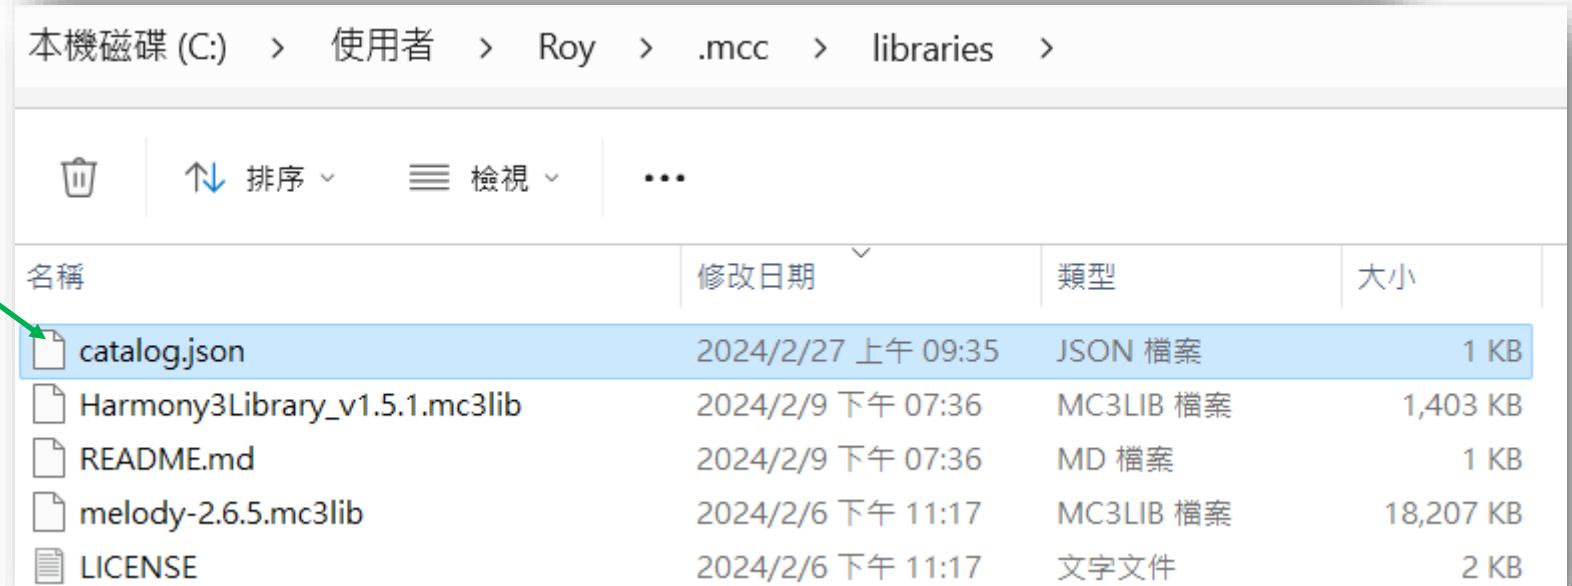 本機磁碟 (C:) > 使用者 > Roy > .mcc > libraries >
排序 檢視
名稱 修改日期 類型 大小
catalog.json 2024/2/27 上午 09:35 JSON 檔案 1 KB
Harmony3Library_v1.5.1.mc3lib 2024/2/9 下午 07:36 MC3LIB 檔案 1,403 KB
README.md 2024/2/9 下午 07:36 MD 檔案 1 KB
melody-2.6.5.mc3lib 2024/2/6 下午 11:17 MC3LIB 檔案 18,207 KB
LICENSE 2024/2/6 下午 11:17 文字文件 2 KB